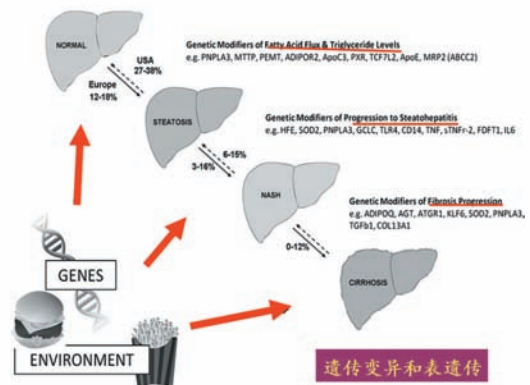 NORMAL
USA
27-38%
Europe
12-18%
Genetic Modifiers of Fatty Acid Flux & Triglyceride Levels
e.g. PNPLA3, MTTP, PEMT, ADIPOR2, ApoC3, PXR, TCF7L2, ApoE, MRP2 (ABCC2)
STEATOSIS
Genetic Modifiers of Progression to Steatohepatitis
e.g. HFE, SOD2, PNPLA3, GCLC, TLR4, CD14, TNF, sTNFr-2, FDFT1, IL6
6-15%
3-16%
NASH
Genetic Modifiers of Fibrosis Progression
e.g. ADIPOQ, AGT, ATGR1, KLF6, SOD2, PNPLA3,
TGFb1, COL13A1
0-12%
CIRRHOSIS
GENES
ENVIRONMENT
遗传变异和表遗传